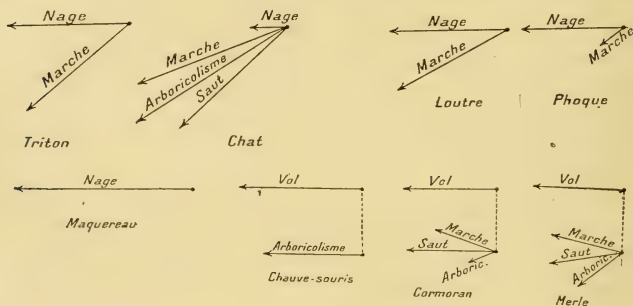 Nage
Marche
Triton
Nage
Marche
Arboricolisme
Saut
Chat
Nage
Marche
Loutre
Nage
Marche
Phoque
Nage
Maquereau
Vol
Arboricolisme
Chauve-souris
Vol
Marche
Saut
Arboric.
Cormoran
Vol
Marche
Saut
Arboric.
Merle